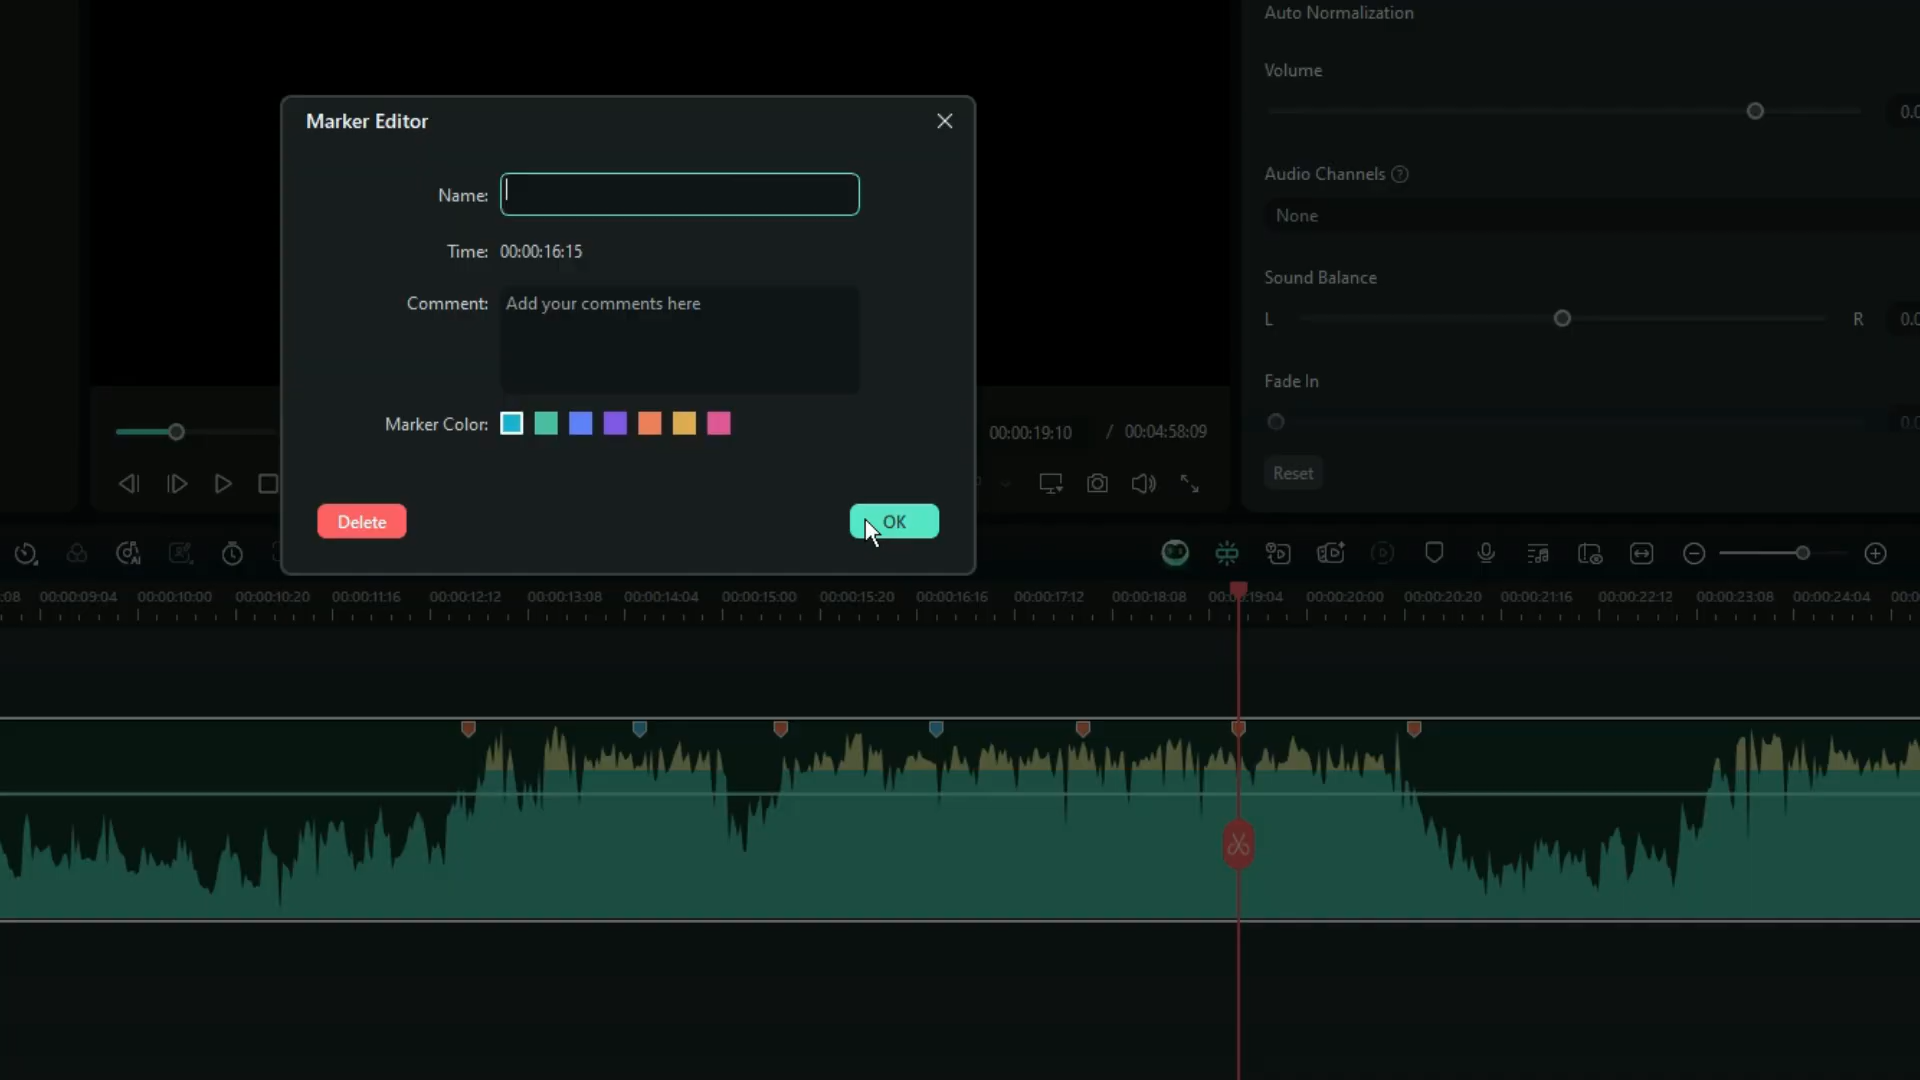 Auto Normalization
Volume
Marker Editor
Name:
Time: 00:00:16:15
Audio Channels ?
None
Sound Balance
L R
Comment: Add your comments here
Fade In
Marker Color:
00:00:19:10 / 00:04:58:09
Reset
Delete OK
:08 00:00:09:04 00:00:10:00 00:00:10:20 00:00:11:16 00:00:12:12 00:00:13:08 00:00:14:04 00:00:15:00 00:00:15:20 00:00:16:16 00:00:17:12 00:00:18:08 00:00:19:04 00:00:20:00 00:00:20:20 00:00:21:16 00:00:22:12 00:00:23:08 00:00:24:04